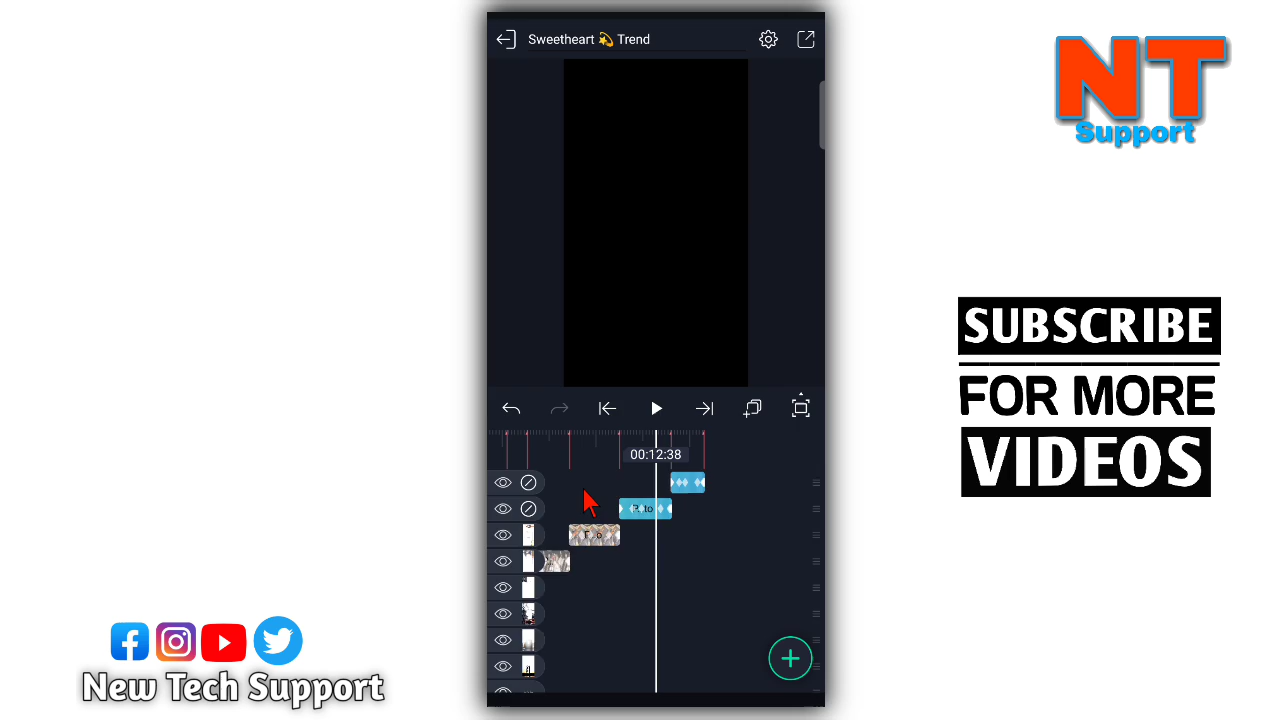 Sweetheart 💫 Trend
NT
Support
00:12:38
SUBSCRIBE
FOR MORE
VIDEOS
New Tech Support